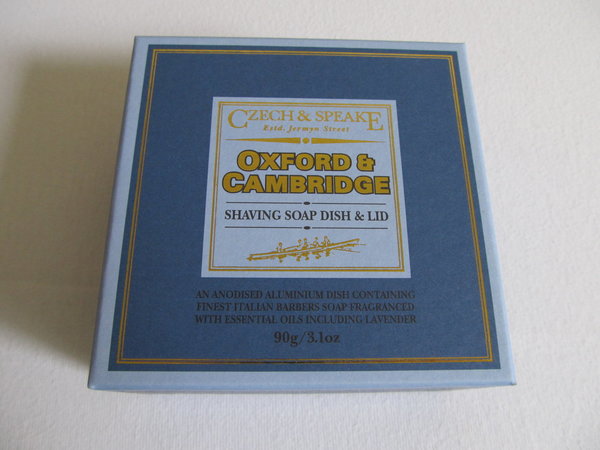 CZECH & SPEAKE
Estd. Jermyn Street
OXFORD &
CAMBRIDGE
SHAVING SOAP DISH & LID
AN ANODISED ALUMINIUM DISH CONTAINING
FINEST ITALIAN BARBERS SOAP FRAGRANCED
WITH ESSENTIAL OILS INCLUDING LAVENDER
90g/3.1oz